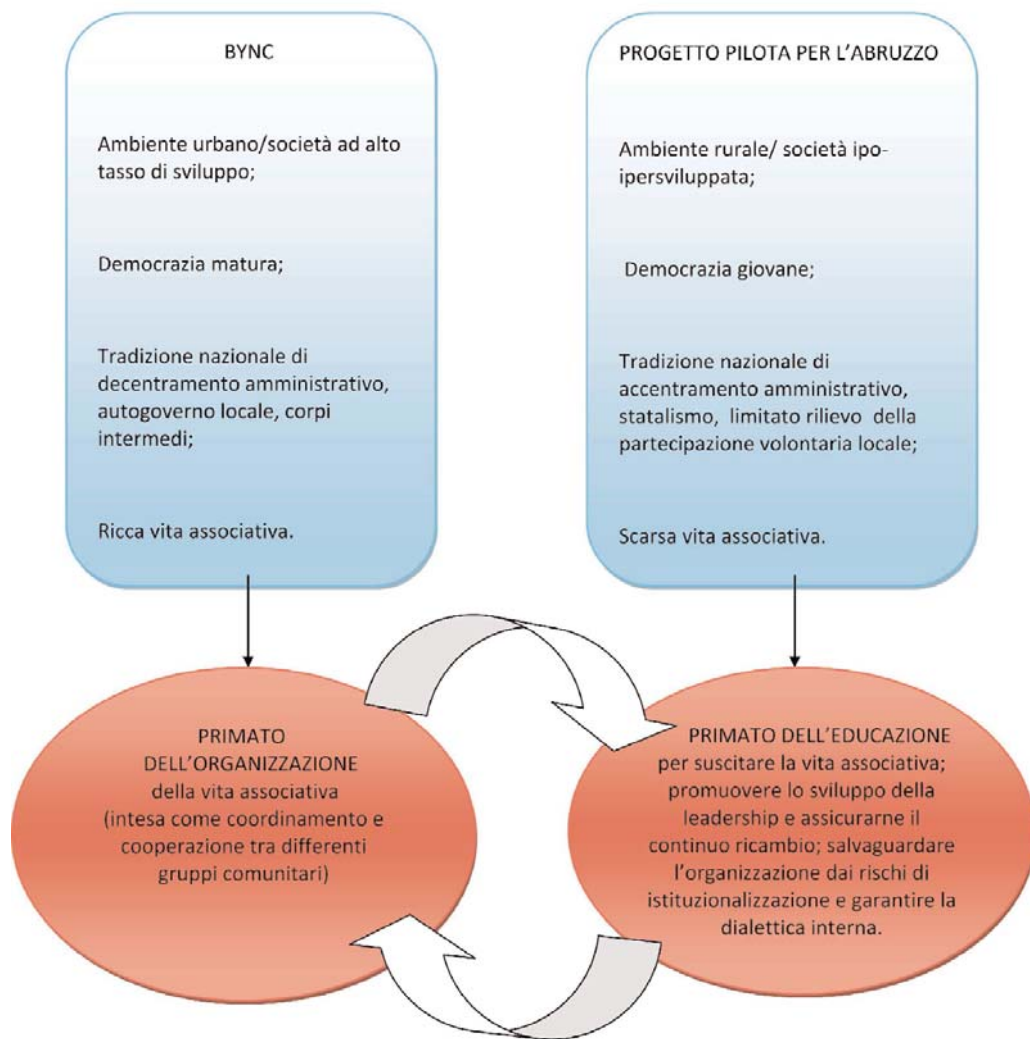 BYNC
Ambiente urbano/società ad alto
tasso di sviluppo;
Democrazia matura;
Tradizione nazionale di
decentramento amministrativo,
autogoverno locale, corpi
intermedi;
Ricca vita associativa.
PROGETTO PILOTA PER L’ABRUZZO
Ambiente rurale/ società ipo-
ipersviluppata;
Democrazia giovane;
Tradizione nazionale di
accentramento amministrativo,
statalismo, limitato rilievo della
partecipazione volontaria locale;
Scarsa vita associativa.
PRIMATO
DELL’ORGANIZZAZIONE
della vita associativa
(intesa come coordinamento e
cooperazione tra differenti
gruppi comunitari)
PRIMATO DELL’EDUCAZIONE
per suscitare la vita associativa;
promuovere lo sviluppo della
leadership e assicurarne il
continuo ricambio; salvaguardare
l’organizzazione dai rischi di
istituzionalizzazione e garantire la
dialettica interna.